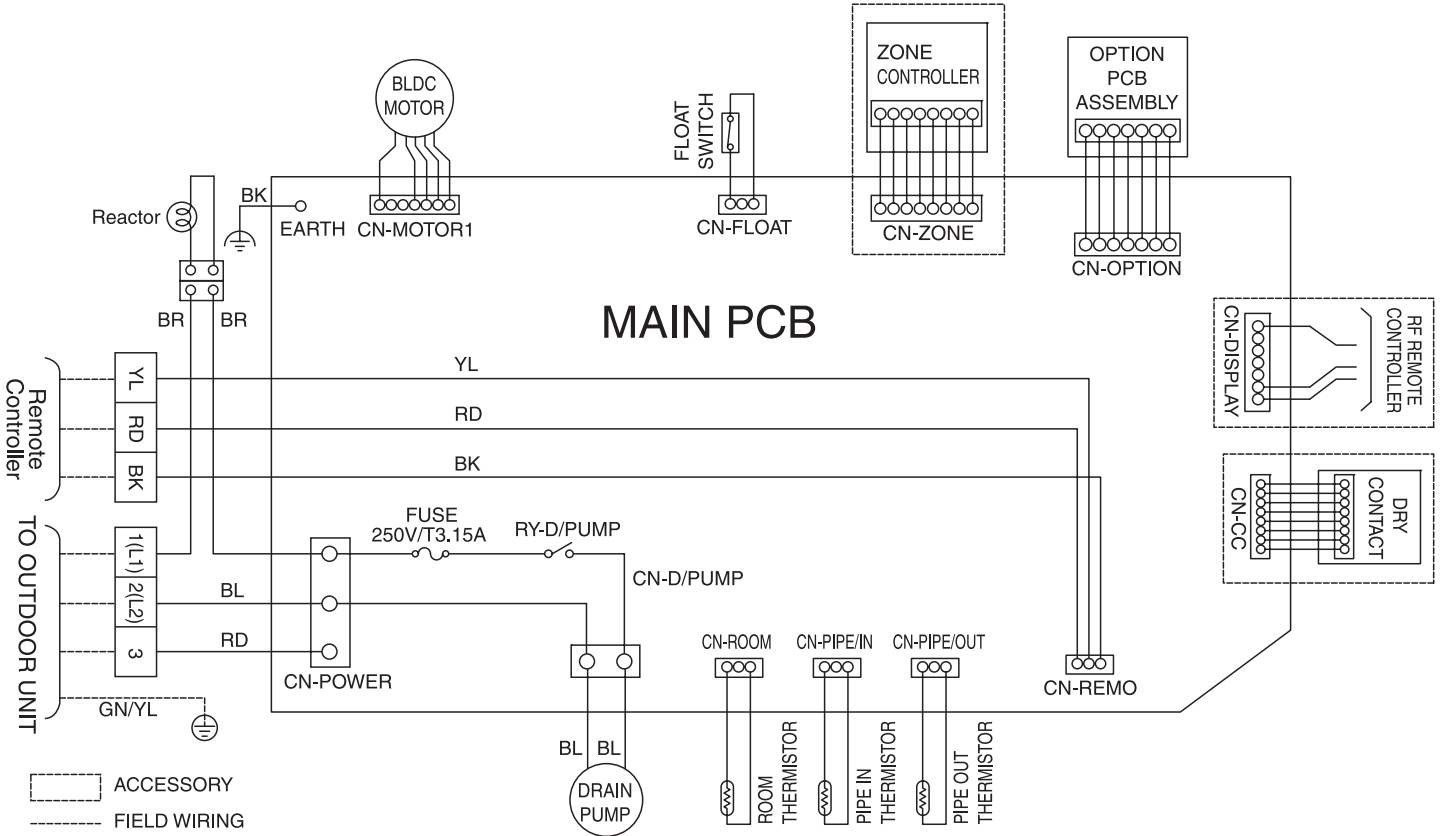 ZONE
CONTROLLER
OPTION
PCB
ASSEMBLY
BLDC
MOTOR
FLOAT
SWITCH
Reactor
BK
EARTH
CN-MOTOR1
CN-FLOAT
CN-ZONE
CN-OPTION
BR
BR
MAIN PCB
CN-DISPLAY
RF REMOTE
CONTROLLER
Remote
Controller
YL
RD
BK
YL
RD
BK
CN-CC
DRY
CONTACT
TO OUTDOOR UNIT
1(L1)
2(L2)
3
BL
RD
GN/YL
CN-POWER
FUSE
250V/T3.15A
RY-D/PUMP
CN-D/PUMP
CN-ROOM
CN-PIPE/IN
CN-PIPE/OUT
CN-REMO
BL
BL
DRAIN
PUMP
ROOM
THERMISTOR
PIPE IN
THERMISTOR
PIPE OUT
THERMISTOR
ACCESSORY
FIELD WIRING